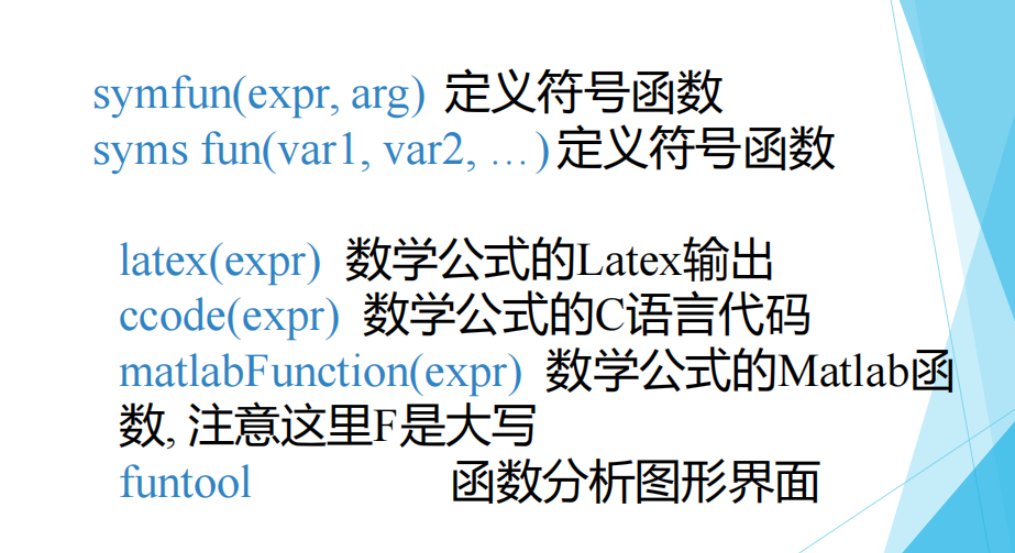 symfun(expr, arg) 定义符号函数
syms fun(var1, var2, …)定义符号函数
latex(expr) 数学公式的Latex输出
ccode(expr) 数学公式的C语言代码
matlabFunction(expr) 数学公式的Matlab函
数, 注意这里F是大写
funtool 函数分析图形界面